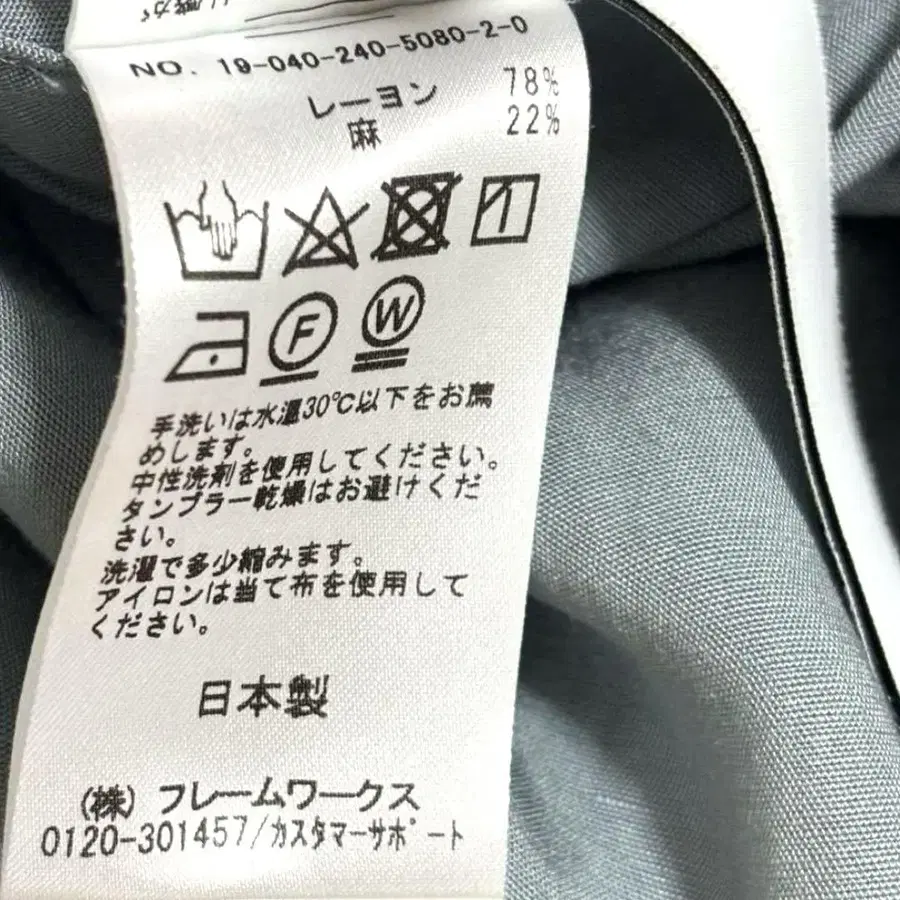 NO. 19-040-240-5080-2-0
レーヨン 78%
麻 22%
F W
手洗いは水温30℃以下をお薦
めします。
中性洗剤を使用してください。
タンブラー乾燥はお避けくだ
さい。
洗濯で多少縮みます。
アイロンは当て布を使用して
ください。
日本製
(株) フレームワークス
0120-301457/カスタマーサポート